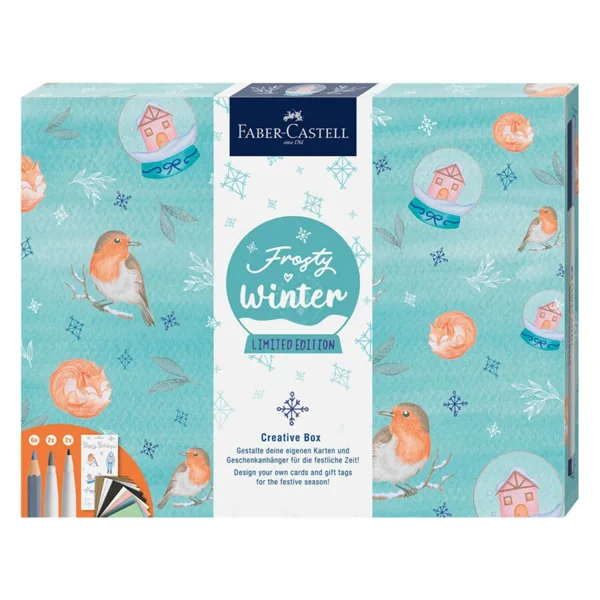 FABER-CASTELL
since 1761
Frosty
Winter
LIMITED EDITION
Creative Box
Gestalte deine eigenen Karten und
Geschenkanhänger für die festliche Zeit!
Design your own cards and gift tags
for the festive season!
6x 2x 2x